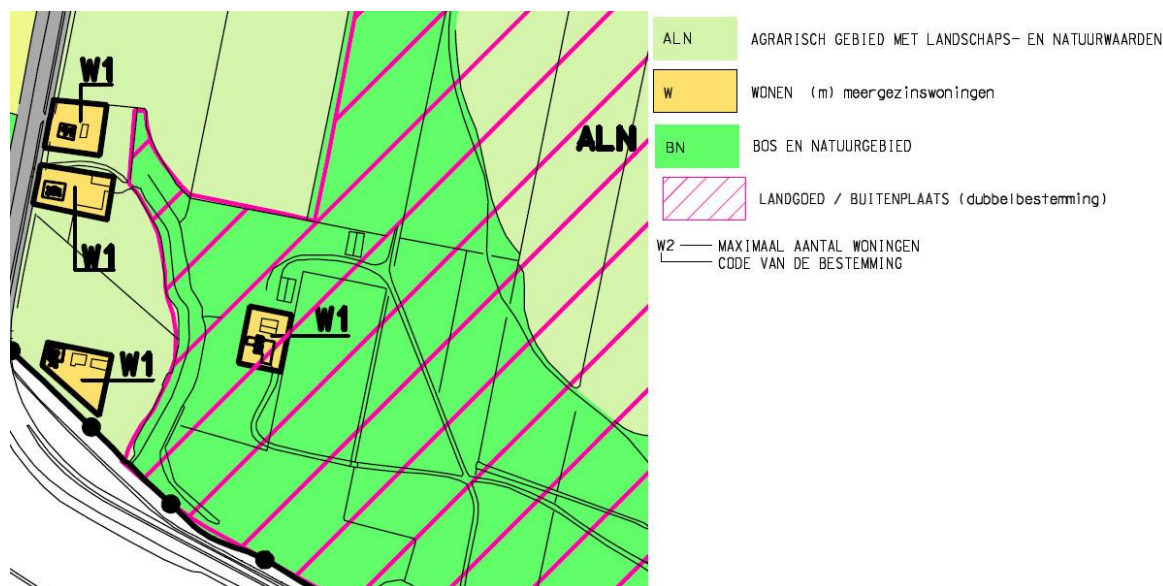 W1
W1
ALN
W1
W1
ALN AGRARISCH GEBIED MET LANDSCHAPS- EN NATUURWAARDEN
W WONEN (m) meergezinswoningen
BN BOS EN NATUURGEBIED
LANDGOED / BUITENPLAATS (dubbelbestemming)
W2 MAXIMAAL AANTAL WONINGEN
CODE VAN DE BESTEMMING